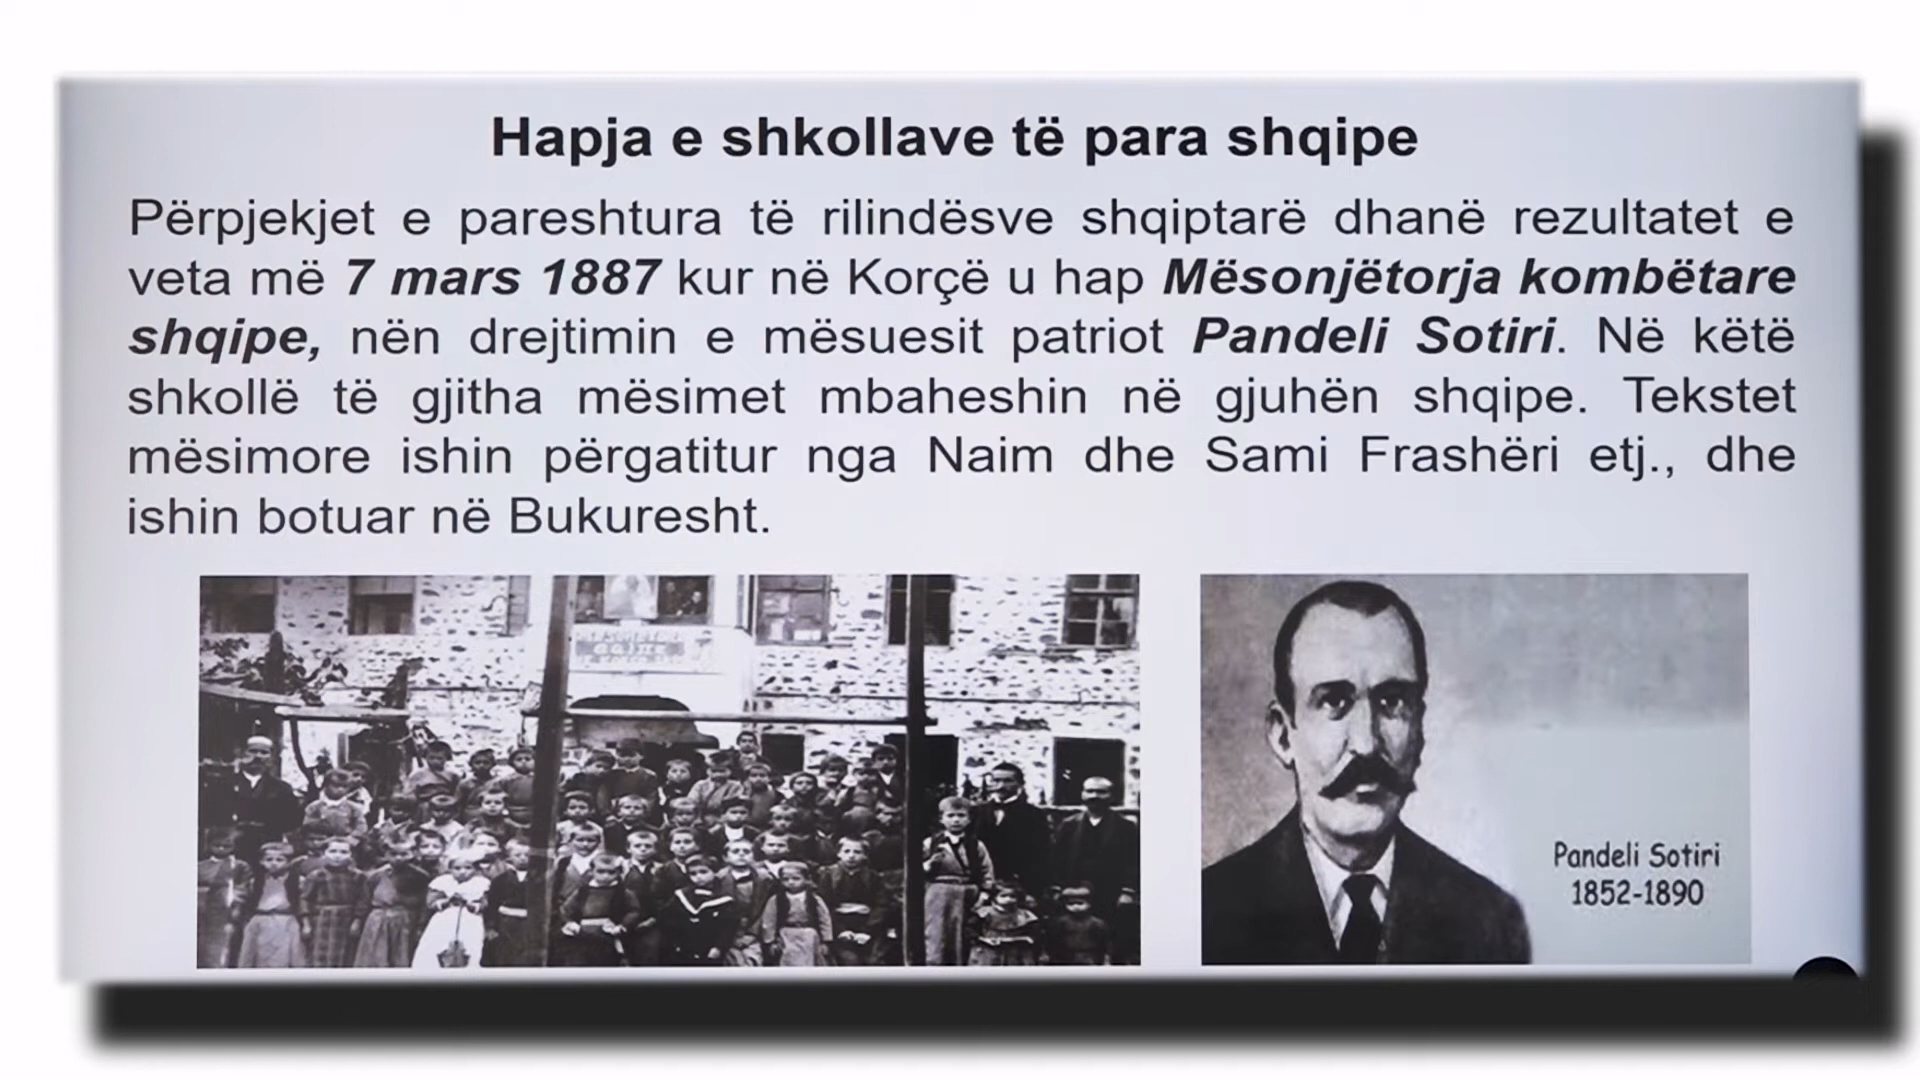 Hapja e shkollave të para shqipe
Përpjekjet e pareshtura të rilindësve shqiptarë dhanë rezultatet e
veta më 7 mars 1887 kur në Korçë u hap Mësonjëtorja kombëtare
shqipe, nën drejtimin e mësuesit patriot Pandeli Sotiri. Në këtë
shkollë të gjitha mësimet mbaheshin në gjuhën shqipe. Tekstet
mësimore ishin përgatitur nga Naim dhe Sami Frashëri etj., dhe
ishin botuar në Bukuresht.
Pandeli Sotiri
1852-1890